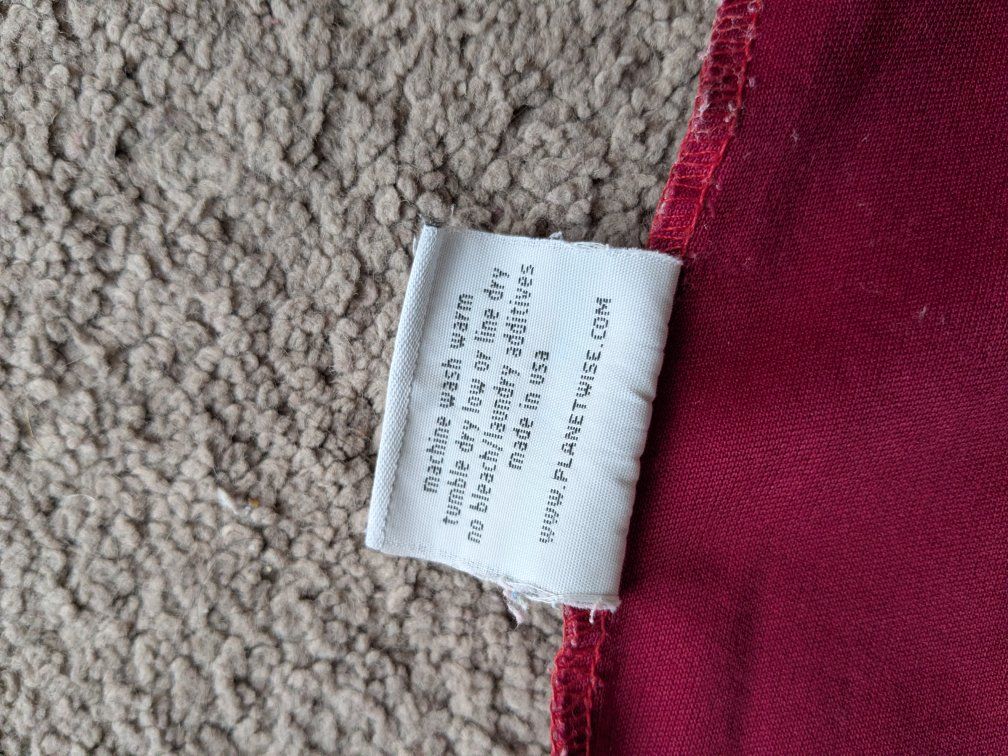 machine wash warm
tumble dry low or line dry
no bleach/laundry additives
made in usa
www.PLANETWISE.COM